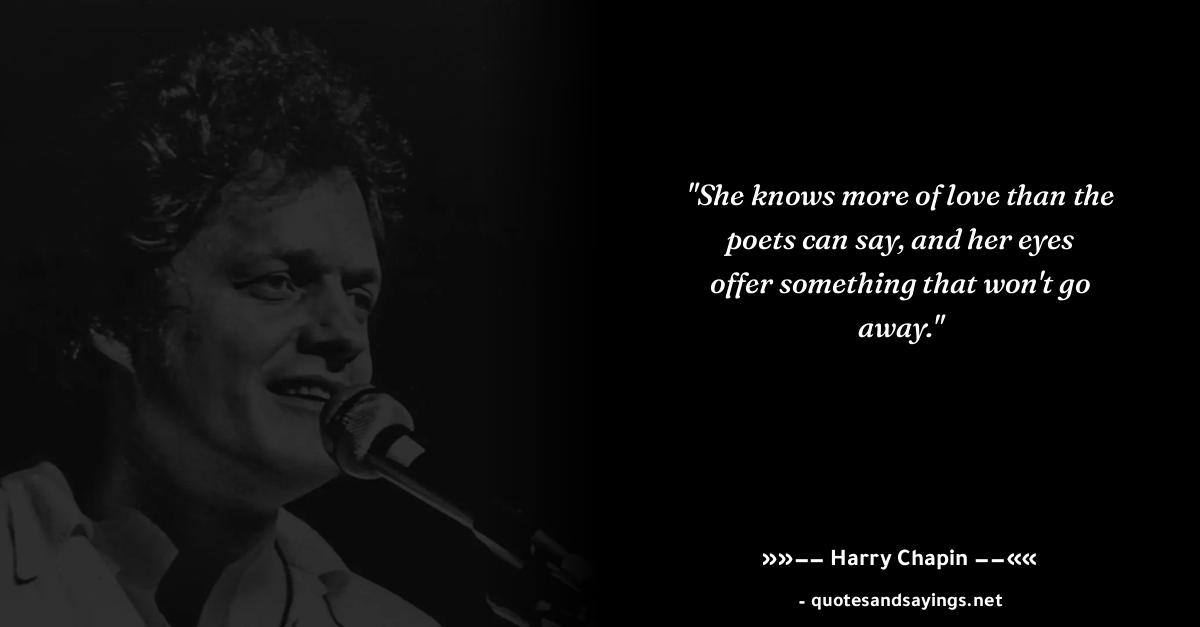 "She knows more of love than the
poets can say, and her eyes
offer something that won't go
away."
»»—— Harry Chapin ——««
- quotesandsayings.net